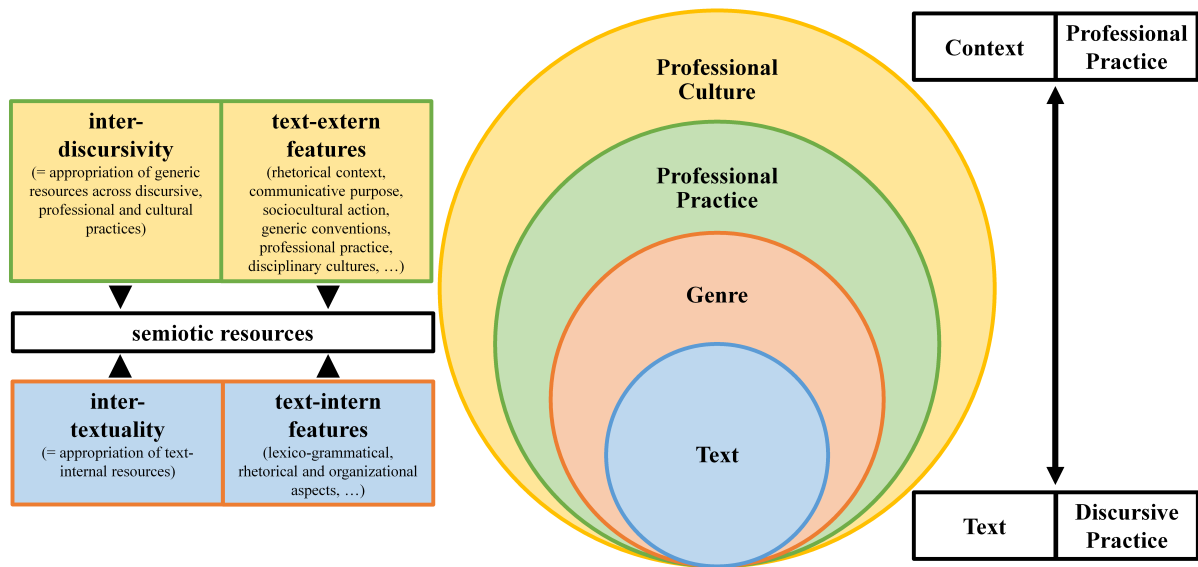 inter-
discursivity
(= appropriation of generic
resources across discursive,
professional and cultural
practices)
text-extern
features
(rhetorical context,
communicative purpose,
sociocultural action,
generic conventions,
professional practice,
disciplinary cultures, …)
semiotic resources
inter-
textuality
(= appropriation of text-
internal resources)
text-intern
features
(lexico-grammatical,
rhetorical and organizational
aspects, …)
Professional
Culture
Professional
Practice
Genre
Text
Context
Professional
Practice
Text
Discursive
Practice